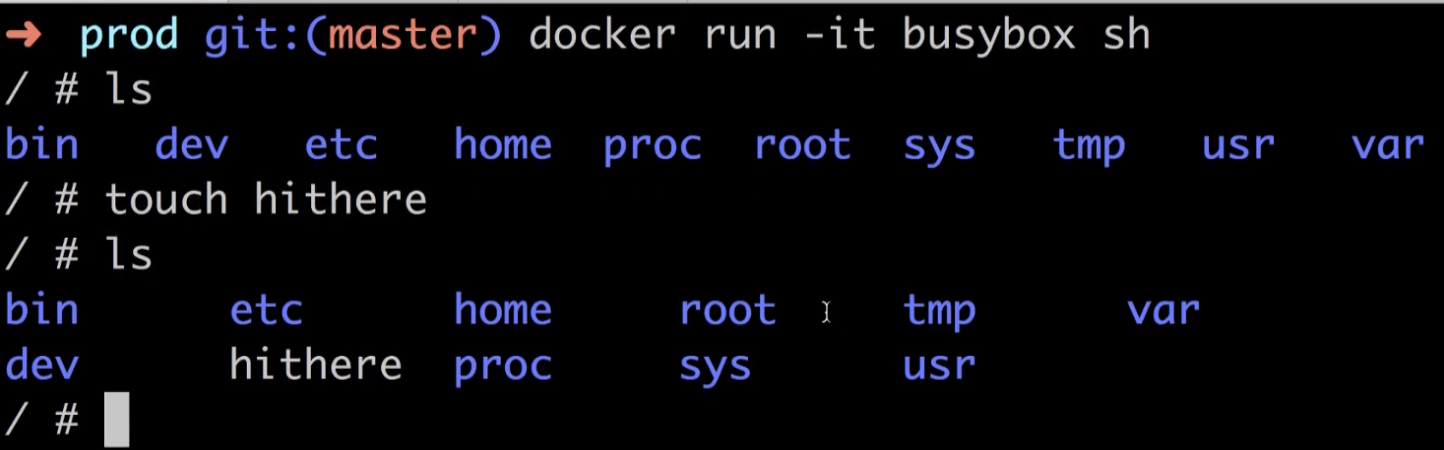 ➜ prod git:(master) docker run -it busybox sh
/ # ls
bin dev etc home proc root sys tmp usr var
/ # touch hithere
/ # ls
bin etc home root tmp var
dev hithere proc sys usr
/ #